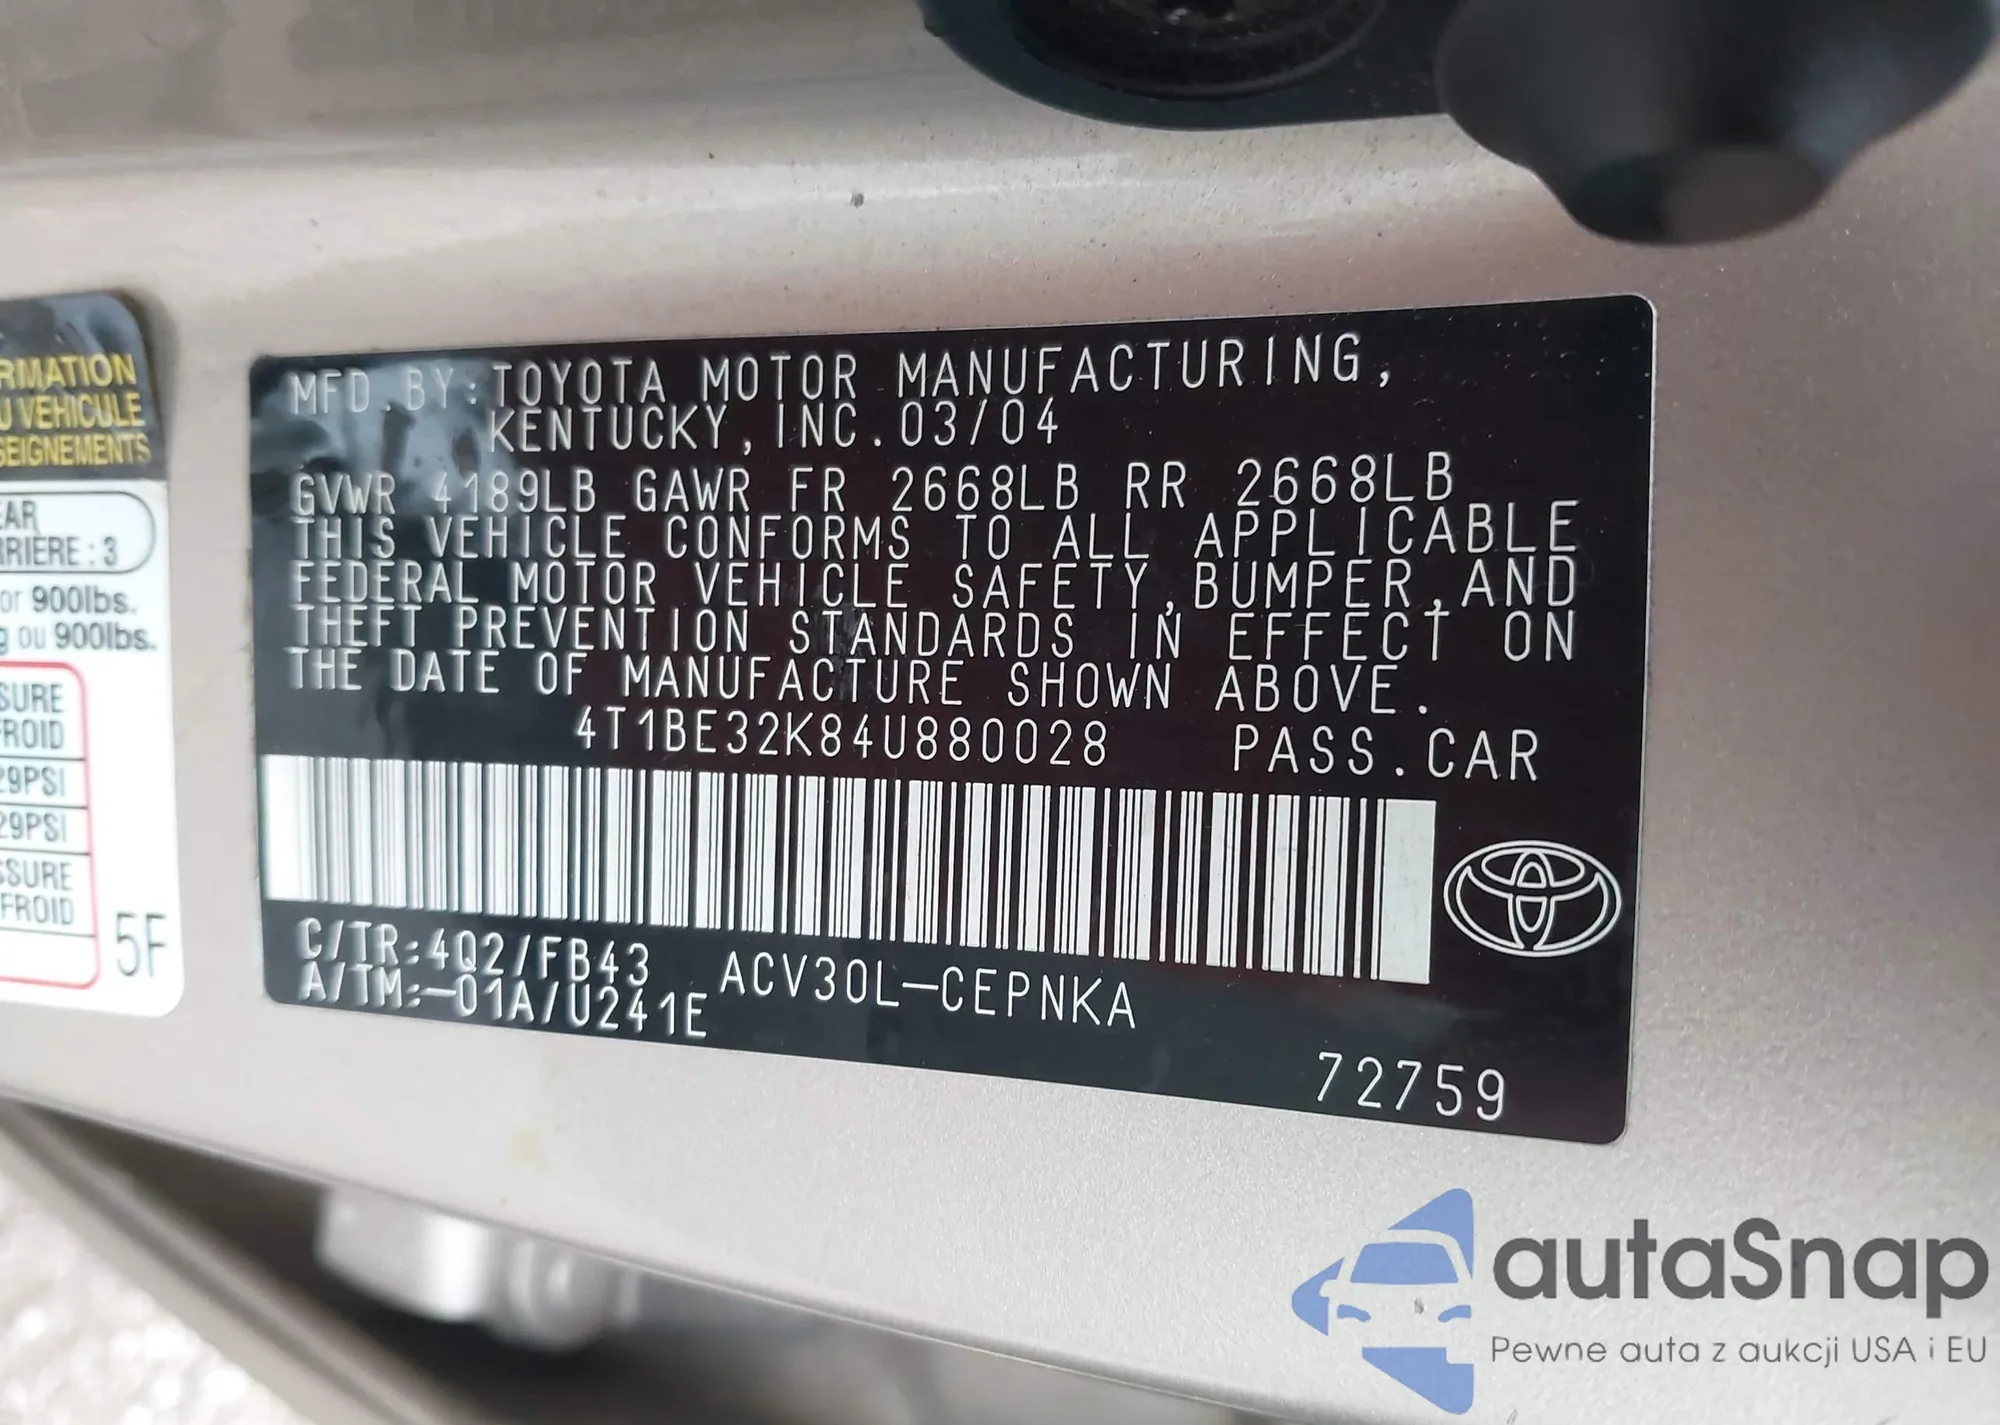 RMATION
U VEHICULE
SEIGNEMENTS
EAR
RRIERE : 3
or 900lbs.
g ou 900lbs.
SURE
FROID
29PSI
29PSI
SSURE
FROID
5F
MFD.BY:TOYOTA MOTOR MANUFACTURING,
KENTUCKY,INC.03/04
GVWR 4189LB GAWR FR 2668LB RR 2668LB
THIS VEHICLE CONFORMS TO ALL APPLICABLE
FEDERAL MOTOR VEHICLE SAFETY,BUMPER,AND
THEFT PREVENTION STANDARDS IN EFFECT ON
THE DATE OF MANUFACTURE SHOWN ABOVE.
4T1BE32K84U880028 PASS.CAR
C/TR:4Q2/FB43 ACV30L-CEPNKA
A/TM:-01A/U241E
72759
autaSnap
Pewne auta z aukcji USA i EU